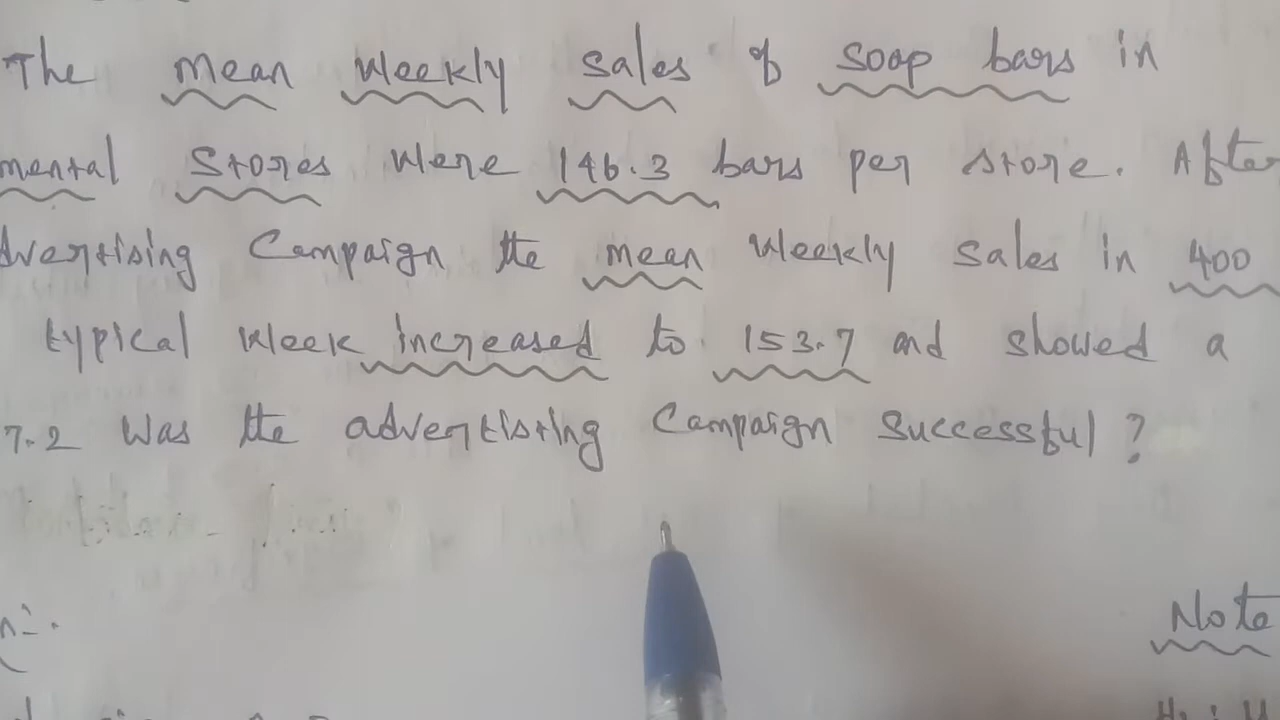 The mean weekly sales of soap bars in
mental stores were 146.3 bars per store. After
dvertising Campaign the mean weekly sales in 400
typical week increased to 153.7 and showed a
7.2 Was the advertising Campaign Successful?
n:-
Note